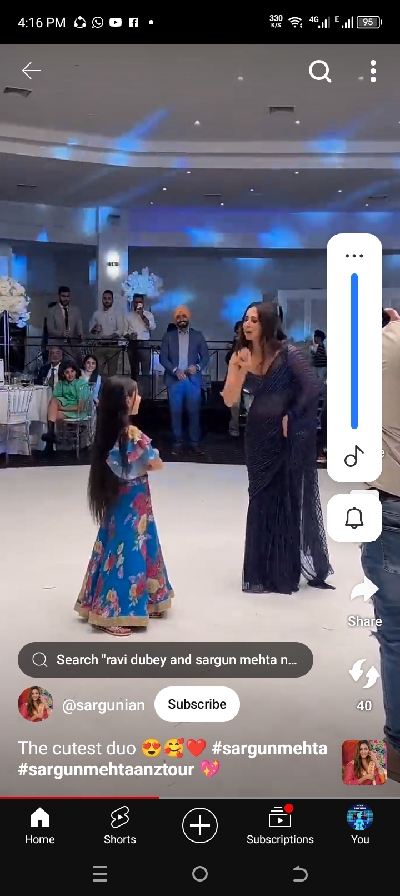 4:16 PM
330 K/S 4G E 95
Search "ravi dubey and sargun mehta n...
Share
@sargunian
Subscribe
40
The cutest duo 😍🥰❤️ #sargunmehta
#sargunmehtaanztour 💖
Home
Shorts
Subscriptions
You